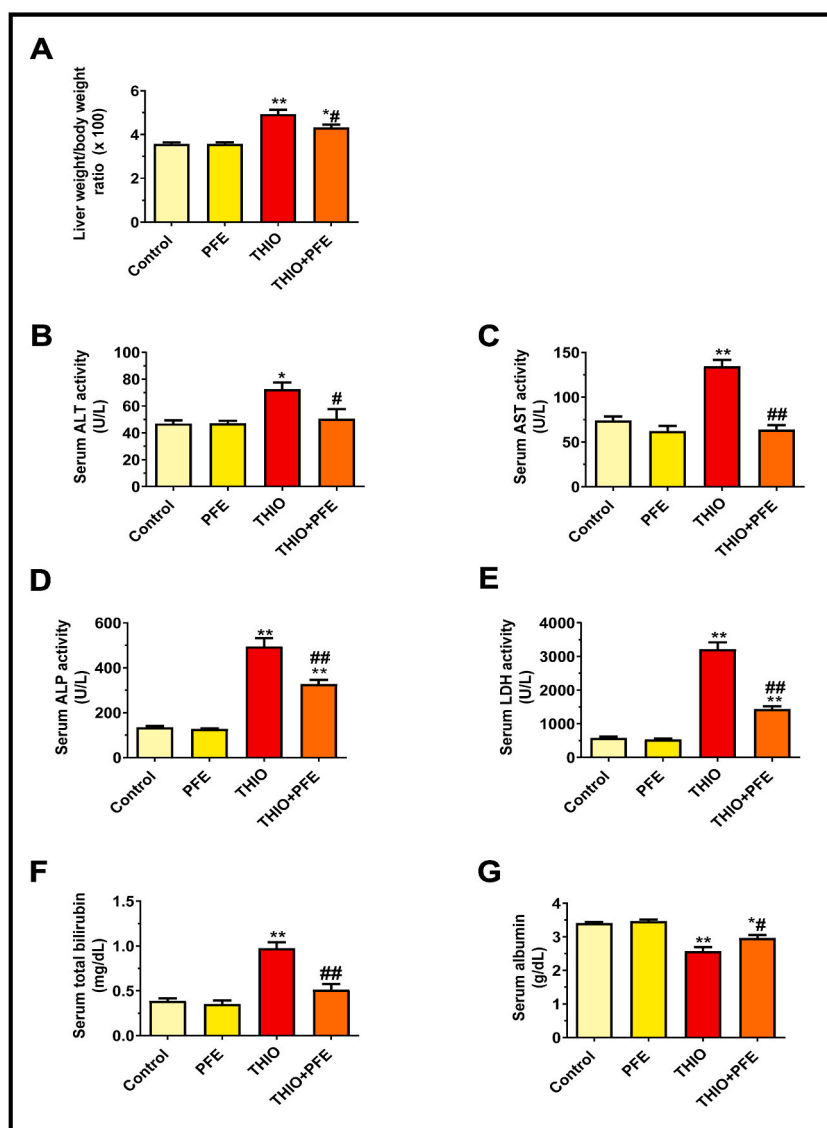 A
Liver weight/body weight
ratio (x 100)
6
4
2
0
**
*#
Control
PFE
THIO
THIO+PFE
B
Serum ALT activity
(U/L)
100
80
60
40
20
0
*
#
Control
PFE
THIO
THIO+PFE
C
Serum AST activity
(U/L)
150
100
50
0
**
##
Control
PFE
THIO
THIO+PFE
D
Serum ALP activity
(U/L)
600
400
200
0
**
##
**
Control
PFE
THIO
THIO+PFE
E
Serum LDH activity
(U/L)
4000
3000
2000
1000
0
**
##
**
Control
PFE
THIO
THIO+PFE
F
Serum total bilirubin
(mg/dL)
1.5
1.0
0.5
0.0
**
##
Control
PFE
THIO
THIO+PFE
G
Serum albumin
(g/dL)
4
3
2
1
0
**
*#
Control
PFE
THIO
THIO+PFE